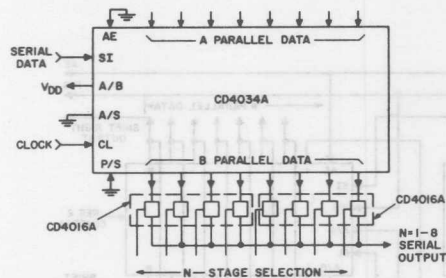 AE
A PARALLEL DATA
SERIAL DATA
SI
VDD
A/B
CD4034A
A/S
CLOCK
CL
P/S
B PARALLEL DATA
CD4016A
CD4016A
N=1-8
SERIAL
OUTPUT
N-STAGE SELECTION